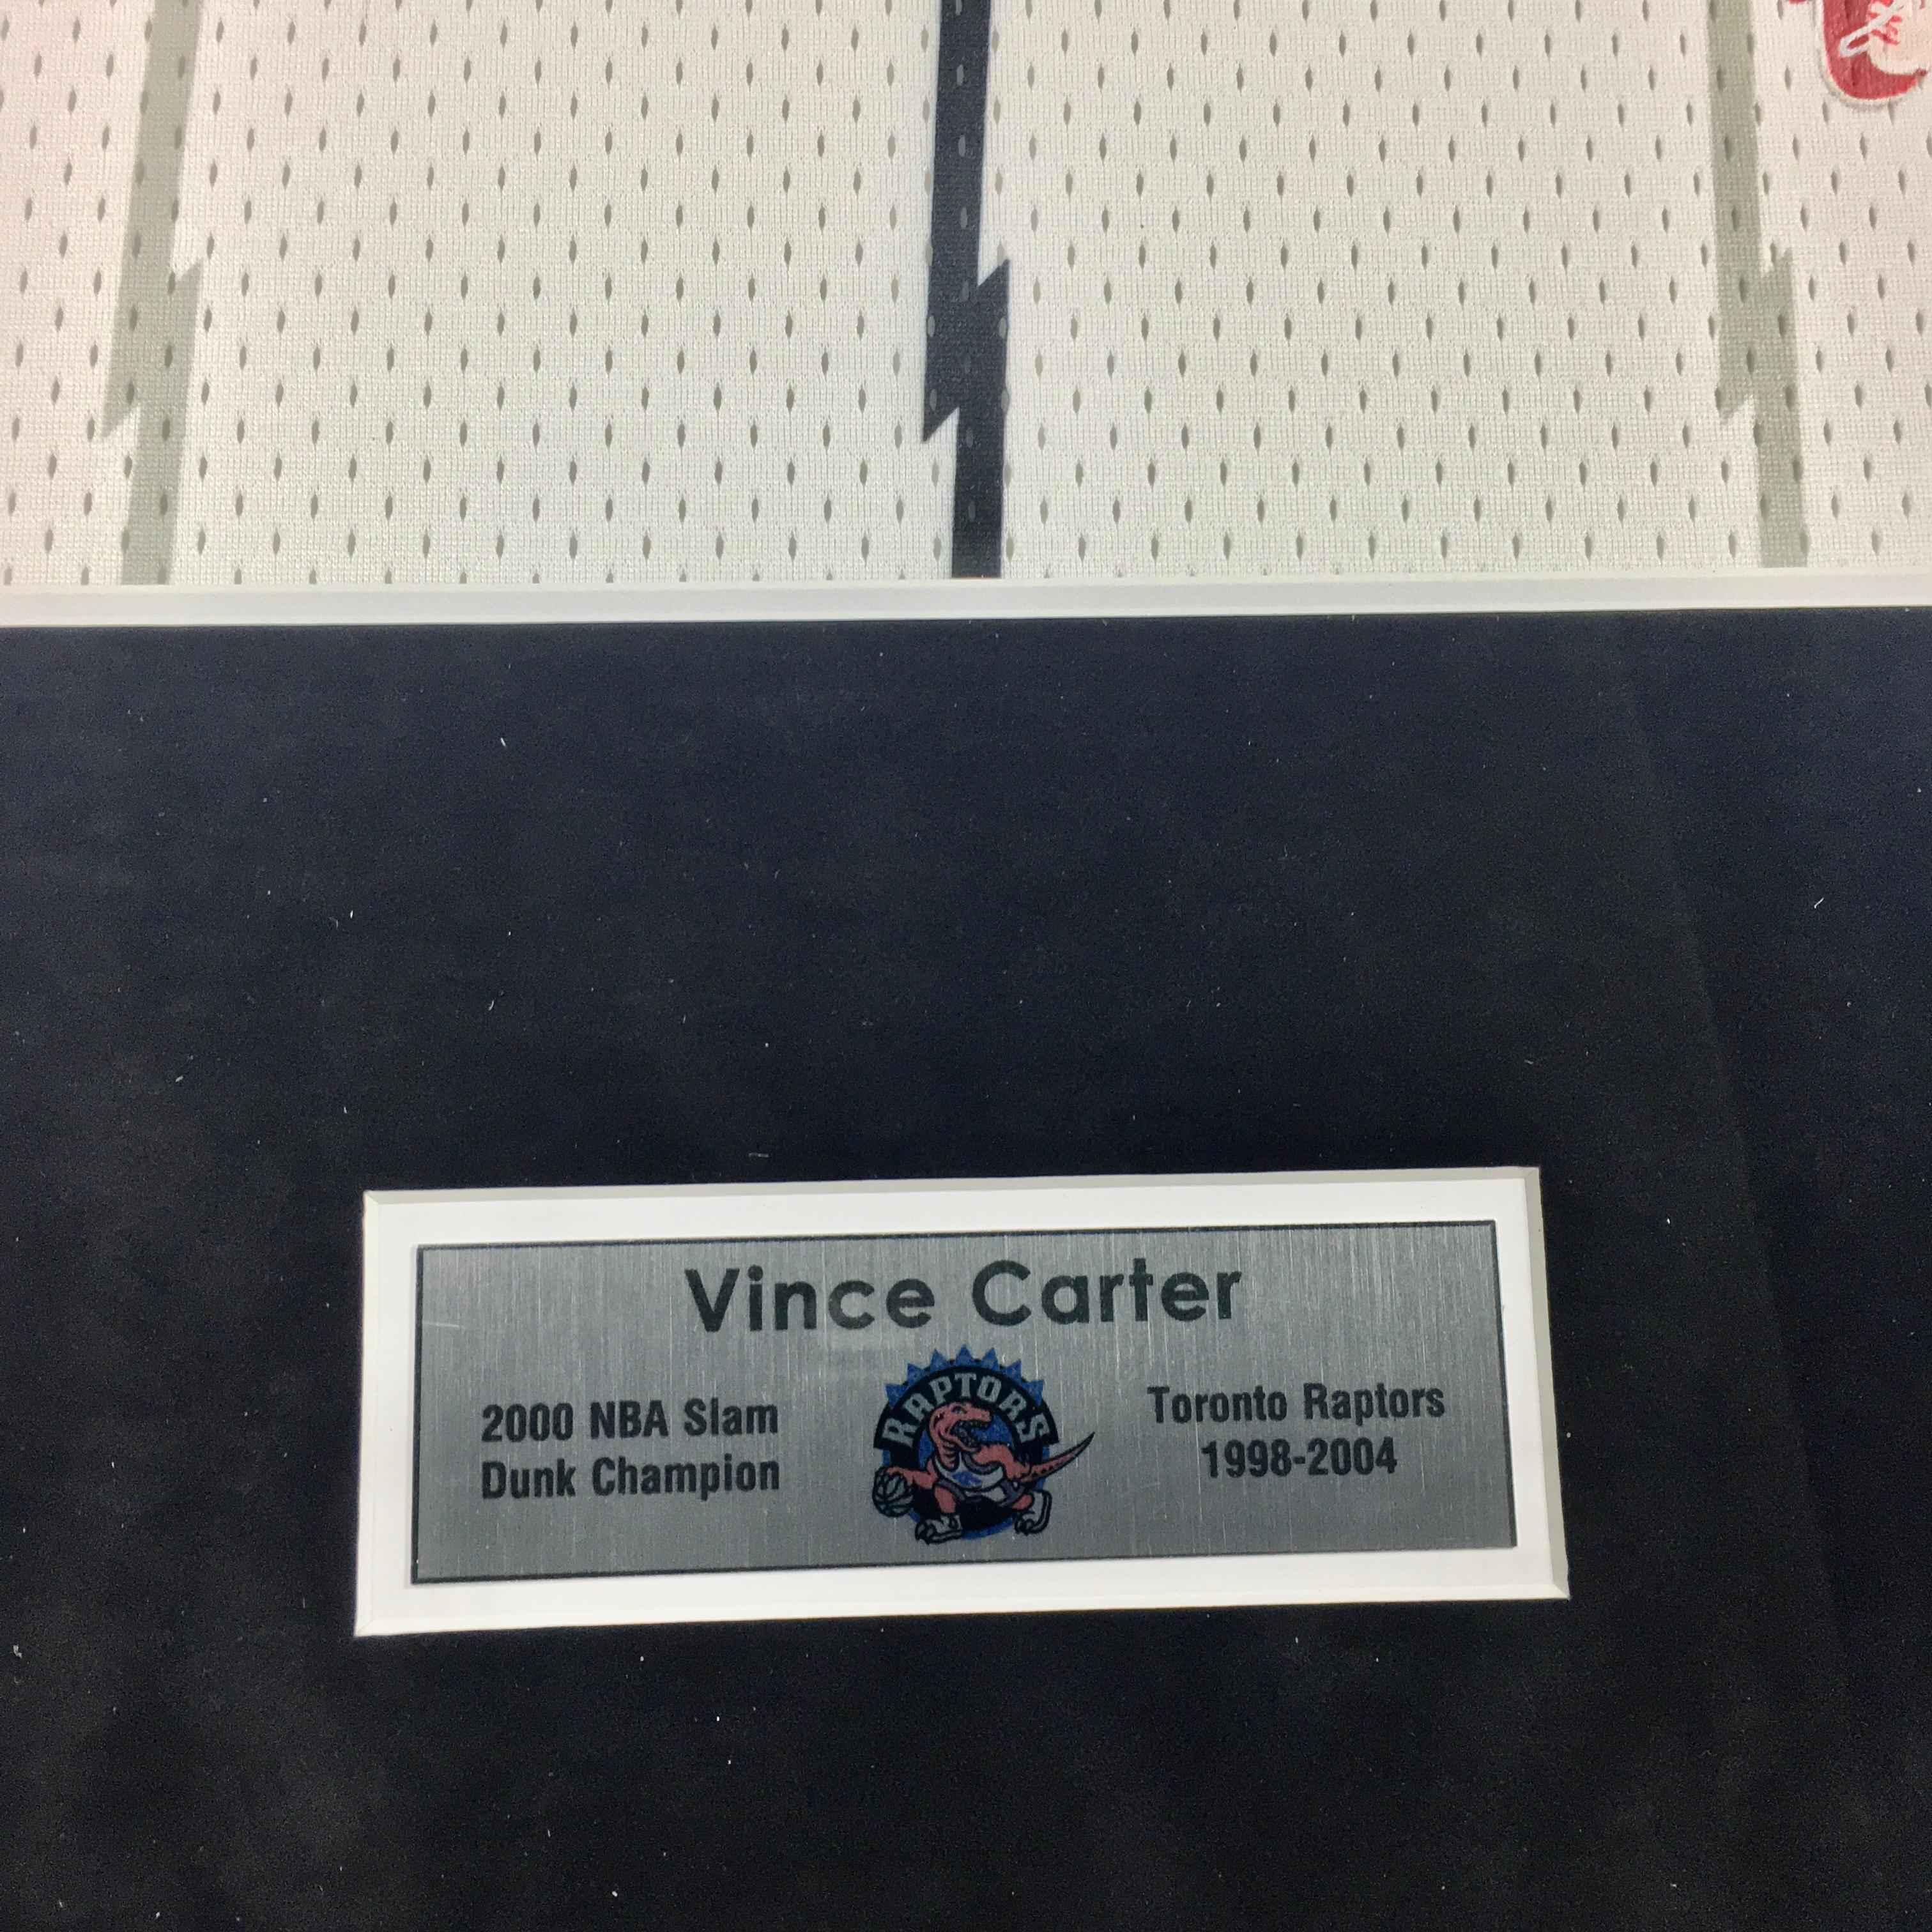 Vince Carter
2000 NBA Slam
Dunk Champion
RAPTORS
Toronto Raptors
1998-2004